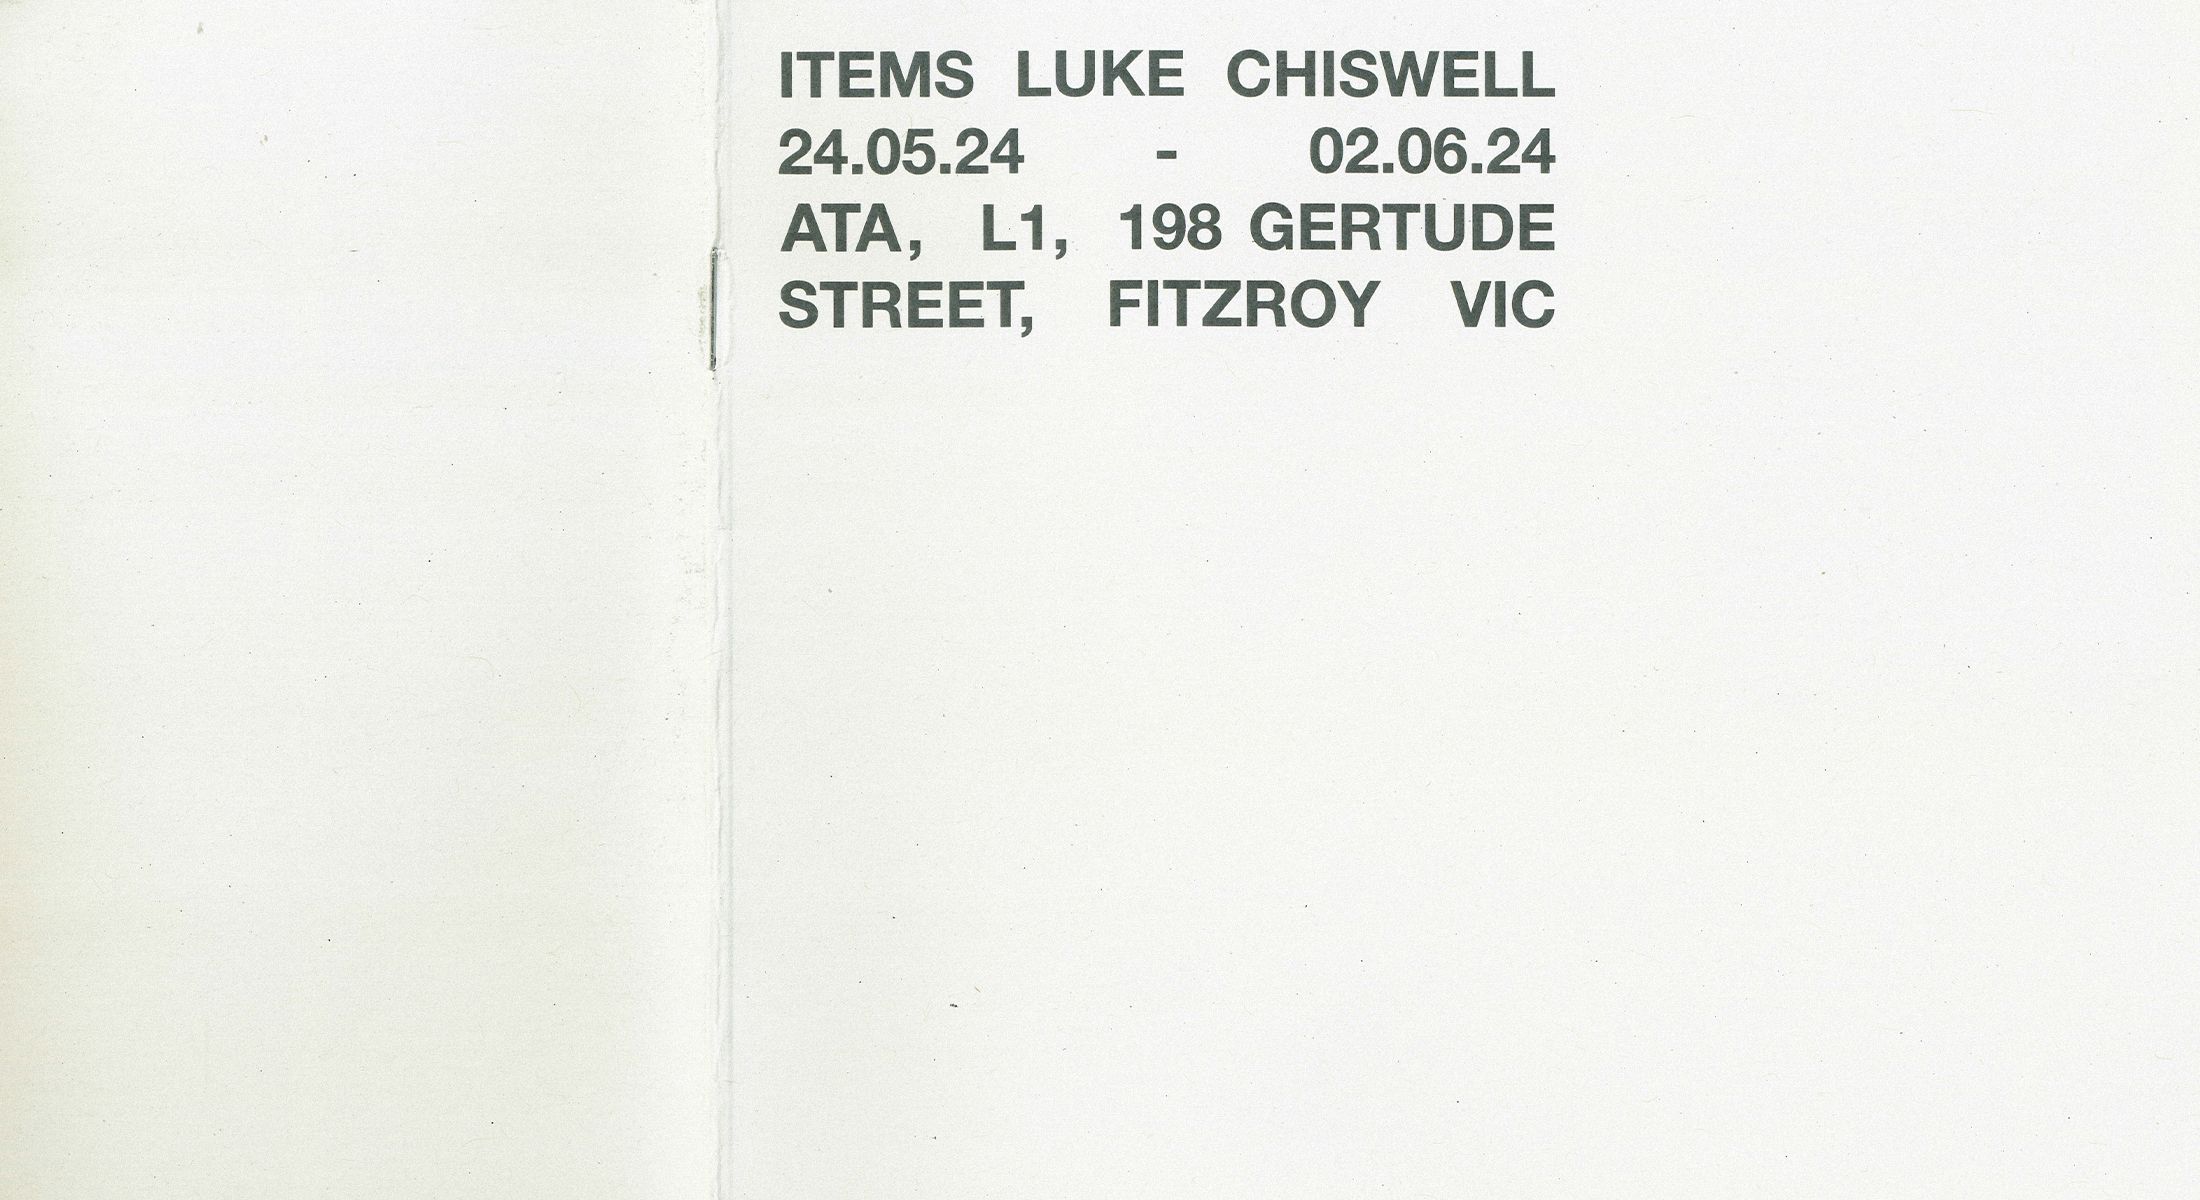 ITEMS LUKE CHISWELL
24.05.24 - 02.06.24
ATA, L1, 198 GERTUDE
STREET, FITZROY VIC